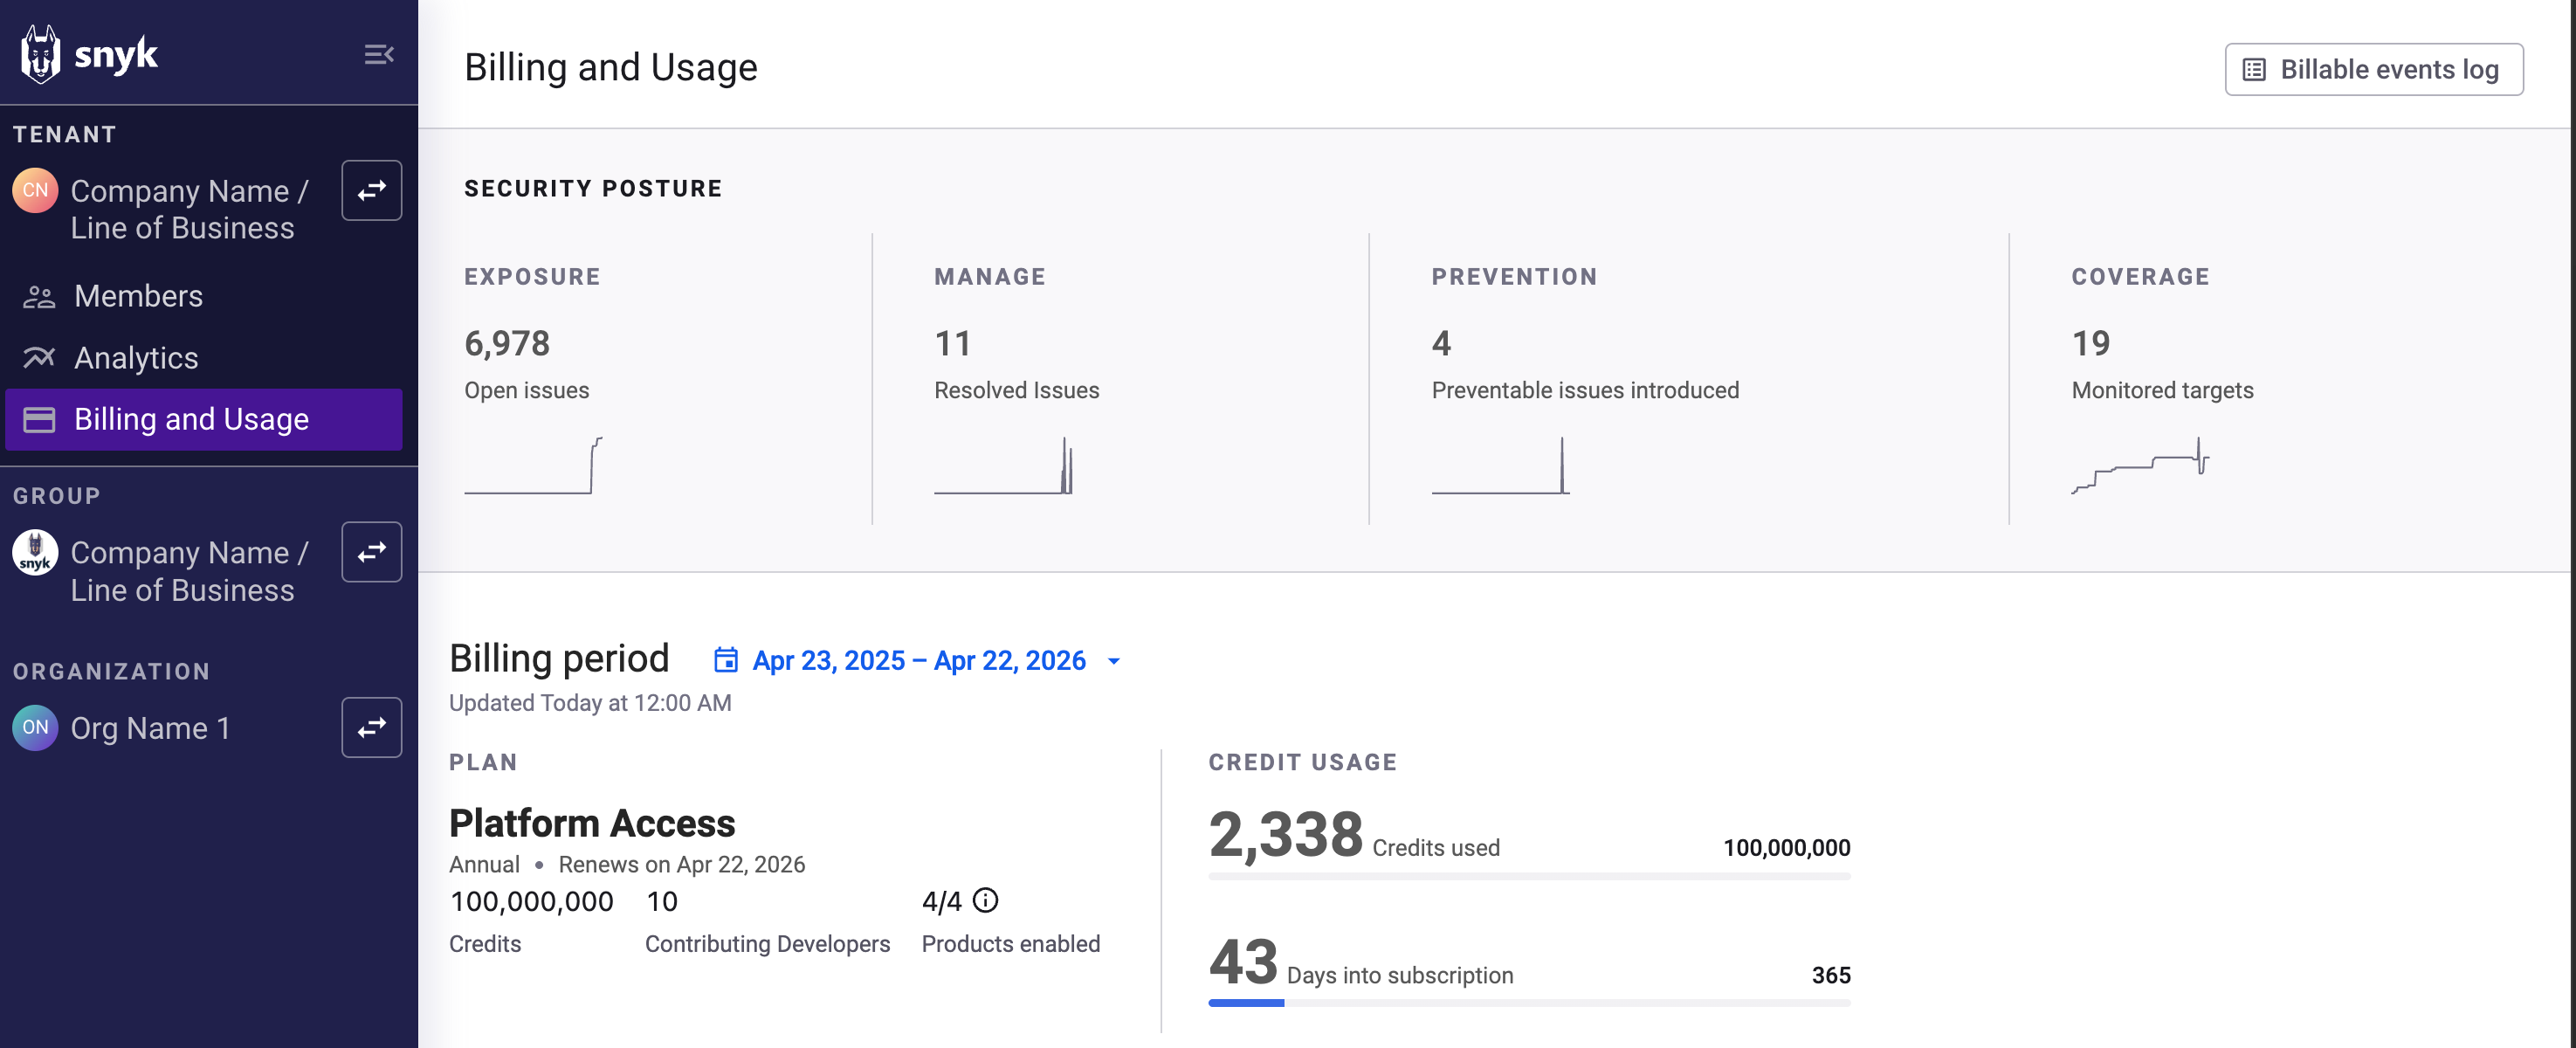 snyk
TENANT
CN
Company Name /
Line of Business
Members
Analytics
Billing and Usage
GROUP
snyk
Company Name /
Line of Business
ORGANIZATION
ON
Org Name 1
Billing and Usage
Billable events log
SECURITY POSTURE
EXPOSURE
6,978
Open issues
MANAGE
11
Resolved Issues
PREVENTION
4
Preventable issues introduced
COVERAGE
19
Monitored targets
Billing period
Apr 23, 2025 – Apr 22, 2026
Updated Today at 12:00 AM
PLAN
Platform Access
Annual • Renews on Apr 22, 2026
100,000,000
Credits
10
Contributing Developers
4/4
Products enabled
CREDIT USAGE
2,338 Credits used 100,000,000
43 Days into subscription 365